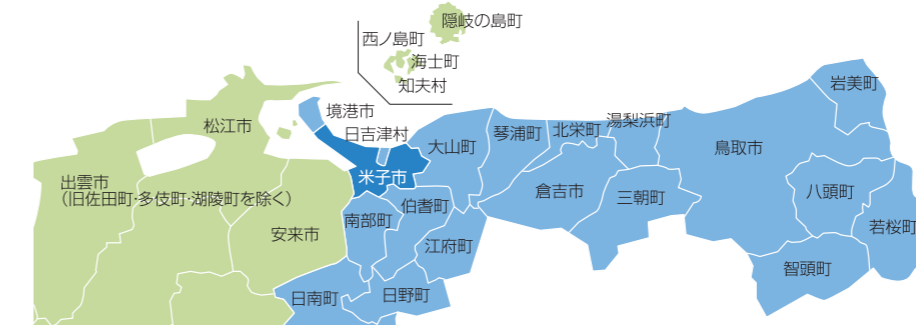 隠岐の島町
西ノ島町
海士町
知夫村
岩美町
境港市
松江市
日吉津村
大山町
琴浦町
北栄町
湯梨浜町
鳥取市
米子市
出雲市
(旧佐田町・多伎町・湖陵町を除く)
伯耆町
倉吉市
三朝町
八頭町
南部町
安来市
江府町
若桜町
智頭町
日南町
日野町